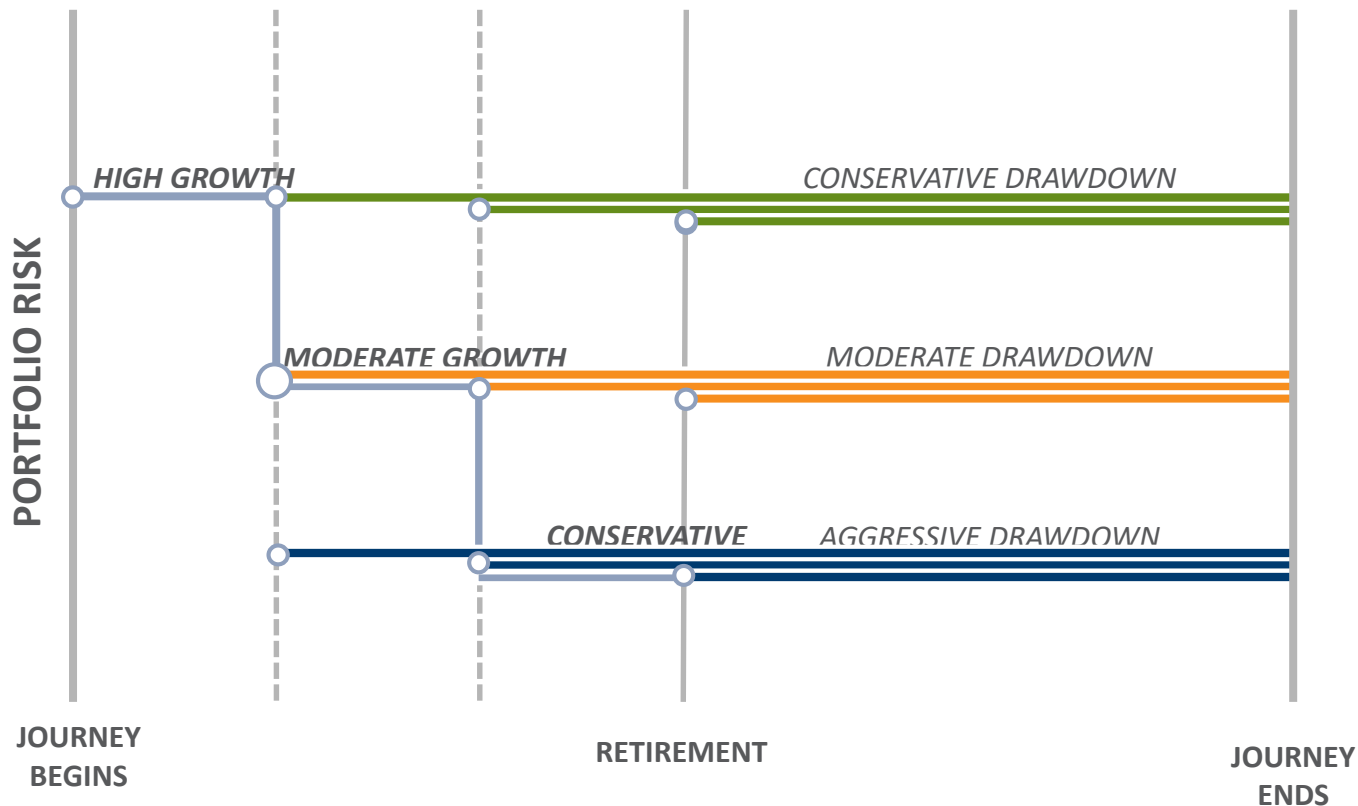 HIGH GROWTH
CONSERVATIVE DRAWDOWN
PORTFOLIO RISK
MODERATE GROWTH
MODERATE DRAWDOWN
CONSERVATIVE
AGGRESSIVE DRAWDOWN
JOURNEY
BEGINS
RETIREMENT
JOURNEY
ENDS